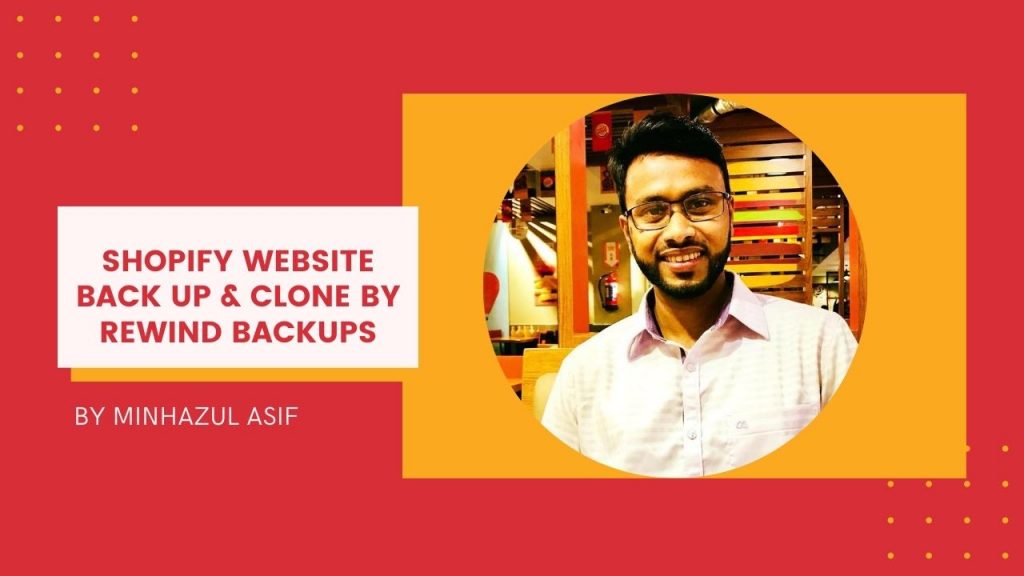 SHOPIFY WEBSITE
BACK UP & CLONE BY
REWIND BACKUPS
BY MINHAZUL ASIF